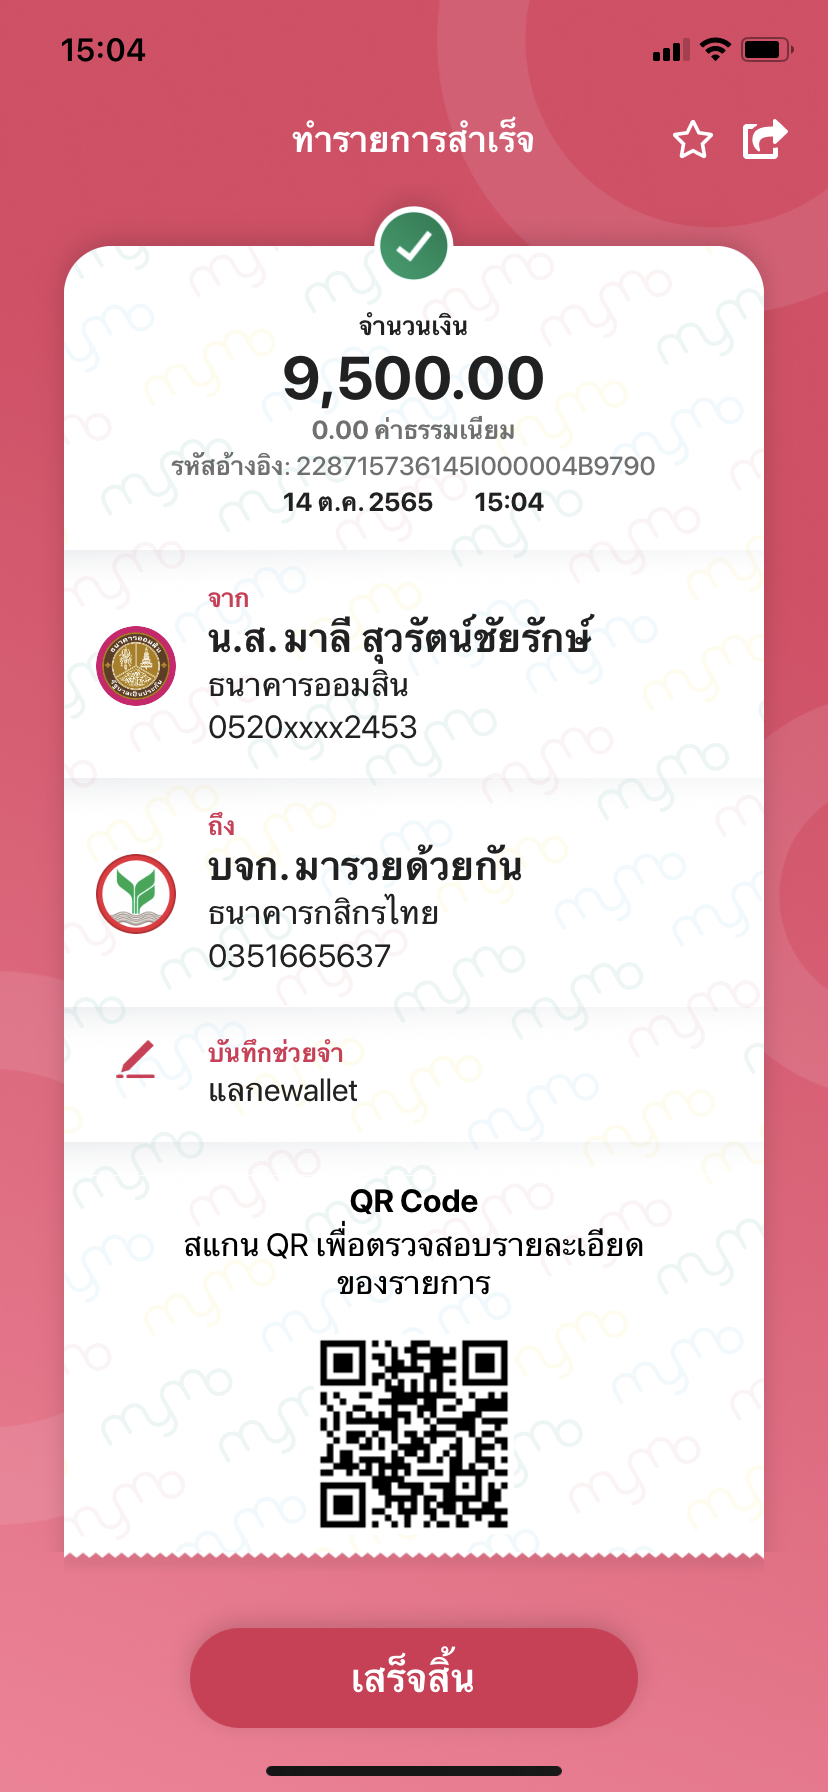 15:04
ทำรายการสำเร็จ
จำนวนเงิน
9,500.00
0.00 ค่าธรรมเนียม
รหัสอ้างอิง: 228715736145I000004B9790
14 ต.ค. 2565 15:04
จาก
น.ส. มาลี สุวรัตน์ชัยรักษ์
ธนาคารออมสิน
0520xxxx2453
ถึง
บจก. มารวยด้วยกัน
ธนาคารกสิกรไทย
0351665637
บันทึกช่วยจำ
แลกewallet
QR Code
สแกน QR เพื่อตรวจสอบรายละเอียด
ของรายการ
เสร็จสิ้น